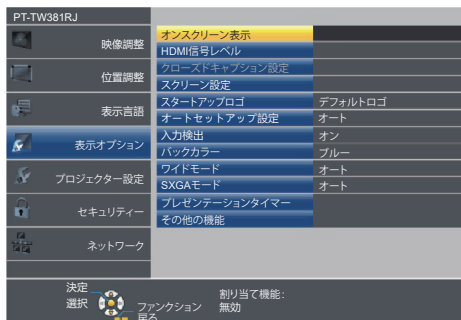 PT-TW381RJ
映像調整
位置調整
表示言語
表示オプション
プロジェクター設定
セキュリティー
ネットワーク
オンスクリーン表示
HDMI信号レベル
クローズドキャプション設定
スクリーン設定
スタートアップロゴ デフォルトロゴ
オートセットアップ設定 オート
入力検出 オン
バックカラー ブルー
ワイドモード オート
SXGAモード オート
プレゼンテーションタイマー
その他の機能
決定
選択
ファンクション
戻る
割り当て機能:
無効